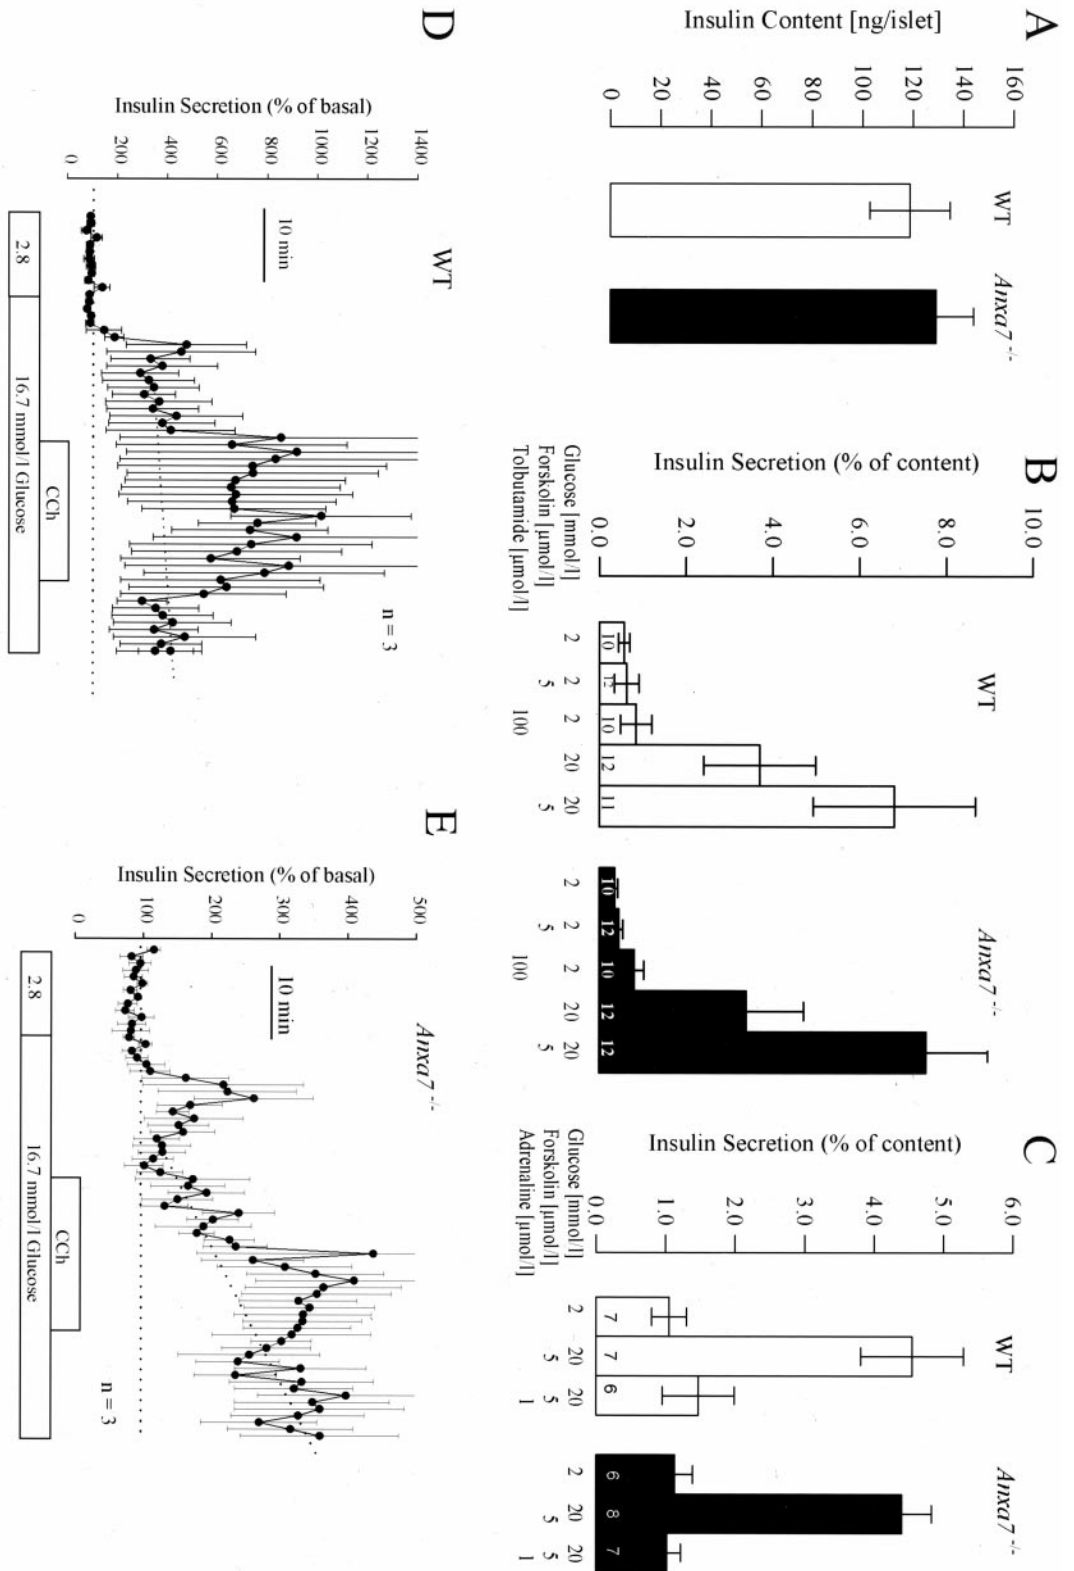 A
Insulin Content [ng/islet]
0 20 40 60 80 100 120 140 160
WT
Anxa7 -/-
B
Insulin Secretion (% of content)
0.0 2.0 4.0 6.0 8.0 10.0
WT
Anxa7 -/-
10 12 10 12 11
10 12 10 12 12
Glucose [mmol/l] 2 2 2 20 20 2 2 2 20 20
Forskolin [µmol/l] 5 5 5 5
Tolbutamide [µmol/l] 100 100
C
Insulin Secretion (% of content)
0.0 1.0 2.0 3.0 4.0 5.0 6.0
WT
Anxa7 -/-
7 7 6
6 8 7
Glucose [mmol/l] 2 20 20 2 20 20
Forskolin [µmol/l] 5 5 5 5
Adrenaline [µmol/l] 1 1
D
WT
Insulin Secretion (% of basal)
0 200 400 600 800 1000 1200 1400
10 min
n = 3
CCh
2.8
16.7 mmol/l Glucose
E
Anxa7 -/-
Insulin Secretion (% of basal)
0 100 200 300 400 500
10 min
n = 3
CCh
2.8
16.7 mmol/l Glucose